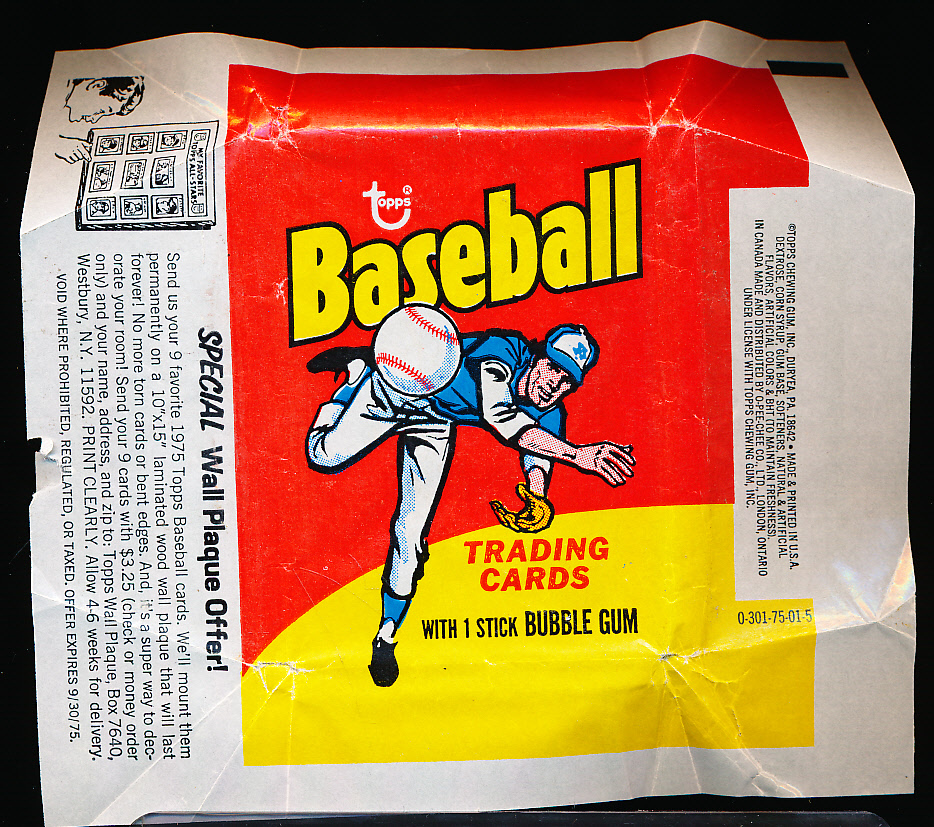 topps®
Baseball
TRADING
CARDS
WITH 1 STICK BUBBLE GUM
MY FAVORITE
TOPPS ALL-STARS
SPECIAL Wall Plaque Offer!
Send us your 9 favorite 1975 Topps Baseball cards. We'll mount them
permanently on a 10"x15" laminated wood wall plaque that will last
forever! No more torn cards or bent edges. And, it's a super way to dec-
orate your room! Send your 9 cards with $3.25 (check or money order
only) and your name, address, and zip to: Topps Wall Plaque, Box 7640,
Westbury, N.Y. 11592. PRINT CLEARLY. Allow 4-6 weeks for delivery.
VOID WHERE PROHIBITED, REGULATED, OR TAXED. OFFER EXPIRES 9/30/75.
©TOPPS CHEWING GUM, INC., DURYEA, PA. 18642 • MADE & PRINTED IN U.S.A.
DEXTROSE, CORN SYRUP, GUM BASE, SOFTENERS, NATURAL & ARTIFICIAL
FLAVORS, ARTIFICIAL COLORS & BHT (TO MAINTAIN FRESHNESS)
IN CANADA MADE AND DISTRIBUTED BY O-PEE-CHEE CO., LTD., LONDON, ONTARIO
UNDER LICENSE WITH TOPPS CHEWING GUM, INC.
0-301-75-01-5